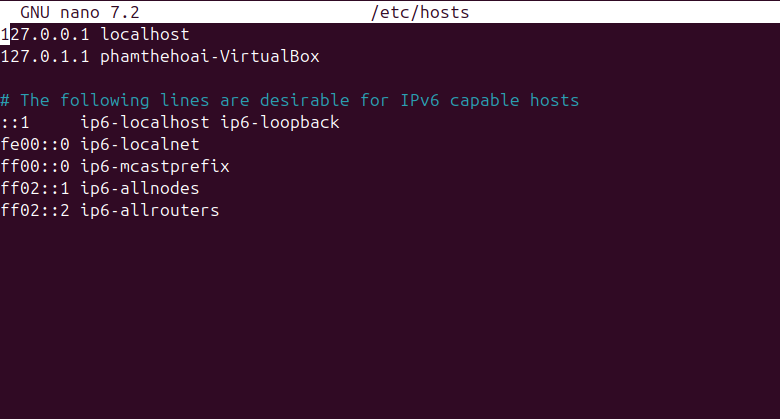 GNU nano 7.2 /etc/hosts
127.0.0.1 localhost
127.0.1.1 phamthehoai-VirtualBox
# The following lines are desirable for IPv6 capable hosts
::1     ip6-localhost ip6-loopback
fe00::0 ip6-localnet
ff00::0 ip6-mcastprefix
ff02::1 ip6-allnodes
ff02::2 ip6-allrouters